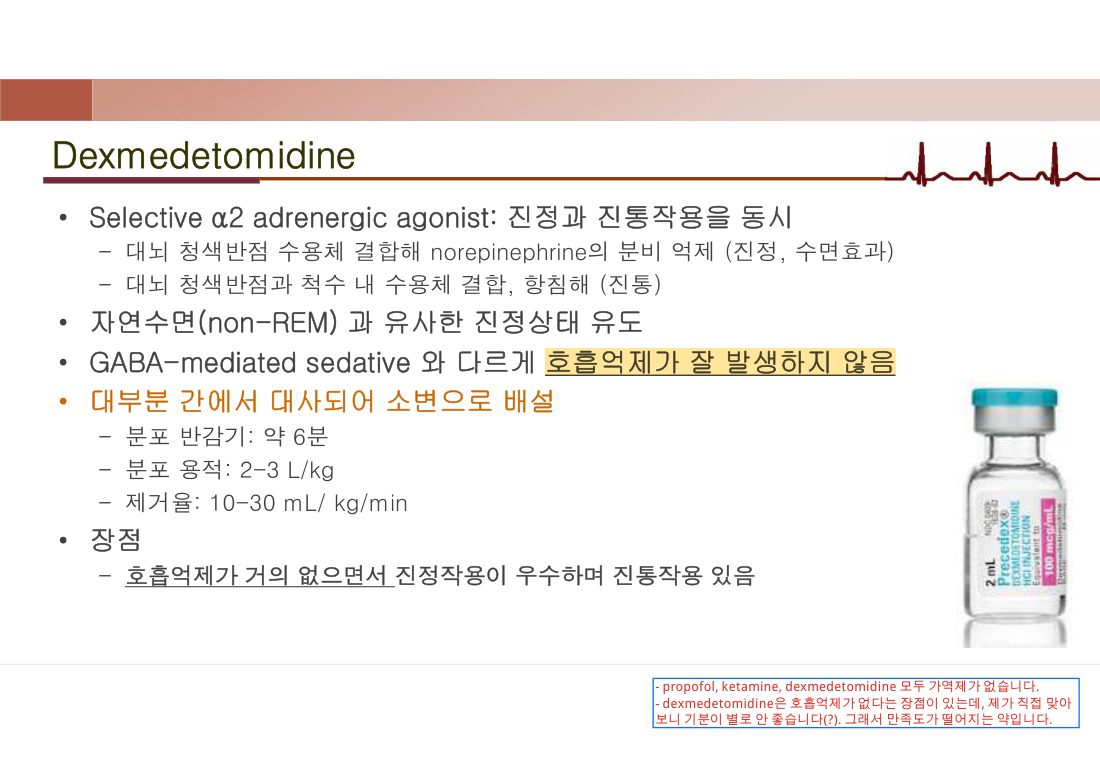 Dexmedetomidine
• Selective α2 adrenergic agonist: 진정과 진통작용을 동시
– 대뇌 청색반점 수용체 결합해 norepinephrine의 분비 억제 (진정, 수면효과)
– 대뇌 청색반점과 척수 내 수용체 결합, 항침해 (진통)
• 자연수면(non-REM) 과 유사한 진정상태 유도
• GABA-mediated sedative 와 다르게 호흡억제가 잘 발생하지 않음
• 대부분 간에서 대사되어 소변으로 배설
– 분포 반감기: 약 6분
– 분포 용적: 2-3 L/kg
– 제거율: 10-30 mL/ kg/min
• 장점
– 호흡억제가 거의 없으면서 진정작용이 우수하며 진통작용 있음
2 mL
Precedex®
DEXMEDETOMIDINE
HCl INJECTION
Equivalent to
100 mcg/mL
- propofol, ketamine, dexmedetomidine 모두 가역제가 없습니다.
- dexmedetomidine은 호흡억제가 없다는 장점이 있는데, 제가 직접 맞아
보니 기분이 별로 안 좋습니다(?). 그래서 만족도가 떨어지는 약입니다.